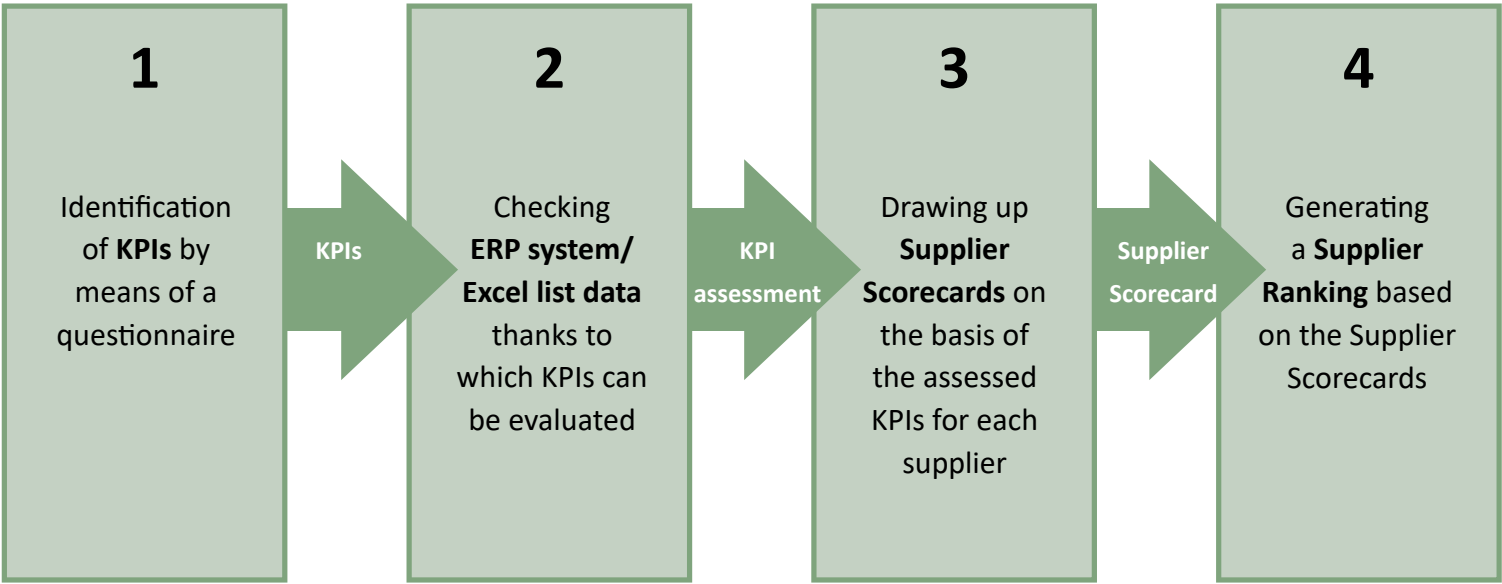 1
Identification
of KPIs by
means of a
questionnaire
KPIs
2
Checking
ERP system/
Excel list data
thanks to
which KPIs can
be evaluated
KPI
assessment
3
Drawing up
Supplier
Scorecards on
the basis of
the assessed
KPIs for each
supplier
Supplier
Scorecard
4
Generating
a Supplier
Ranking based
on the Supplier
Scorecards